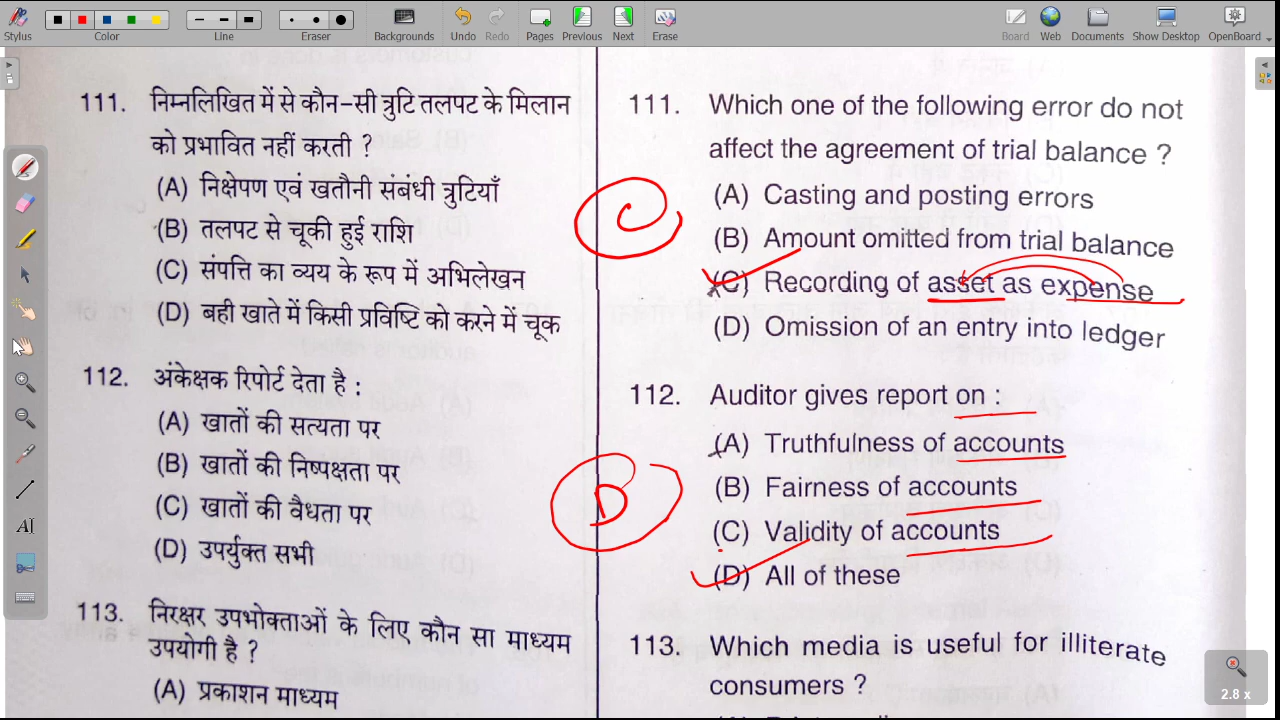 Stylus
Color
Line
Eraser
Backgrounds
Undo
Redo
Pages
Previous
Next
Erase
Board
Web
Documents
Show Desktop
OpenBoard
111. निम्नलिखित में से कौन-सी त्रुटि तलपट के मिलान
को प्रभावित नहीं करती ?
(A) निक्षेपण एवं खतौनी संबंधी त्रुटियाँ
(B) तलपट से चूकी हुई राशि
(C) संपत्ति का व्यय के रूप में अभिलेखन
(D) बही खाते में किसी प्रविष्टि को करने में चूक
112. अंकेक्षक रिपोर्ट देता है :
(A) खातों की सत्यता पर
(B) खातों की निष्पक्षता पर
(C) खातों की वैधता पर
(D) उपर्युक्त सभी
113. निरक्षर उपभोक्ताओं के लिए कौन सा माध्यम
उपयोगी है ?
(A) प्रकाशन माध्यम
C
D
111. Which one of the following error do not
affect the agreement of trial balance ?
(A) Casting and posting errors
(B) Amount omitted from trial balance
(C) Recording of asset as expense
(D) Omission of an entry into ledger
112. Auditor gives report on :
(A) Truthfulness of accounts
(B) Fairness of accounts
(C) Validity of accounts
(D) All of these
113. Which media is useful for illiterate
consumers ?
2.8 x